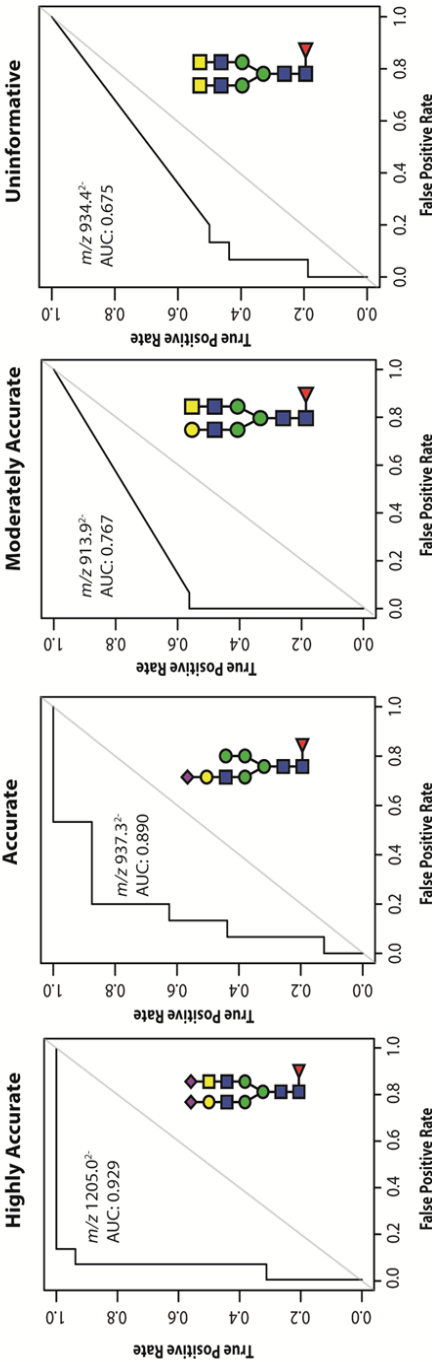 Highly Accurate
m/z 1205.0²⁻
AUC: 0.929
True Positive Rate
1.0
0.8
0.6
0.4
0.2
0.0
0.0 0.2 0.4 0.6 0.8 1.0
False Positive Rate
Accurate
m/z 937.3²⁻
AUC: 0.890
True Positive Rate
1.0
0.8
0.6
0.4
0.2
0.0
0.0 0.2 0.4 0.6 0.8 1.0
False Positive Rate
Moderately Accurate
m/z 913.9²⁻
AUC: 0.767
True Positive Rate
1.0
0.8
0.6
0.4
0.2
0.0
0.0 0.2 0.4 0.6 0.8 1.0
False Positive Rate
Uninformative
m/z 934.4²⁻
AUC: 0.675
True Positive Rate
1.0
0.8
0.6
0.4
0.2
0.0
0.0 0.2 0.4 0.6 0.8 1.0
False Positive Rate